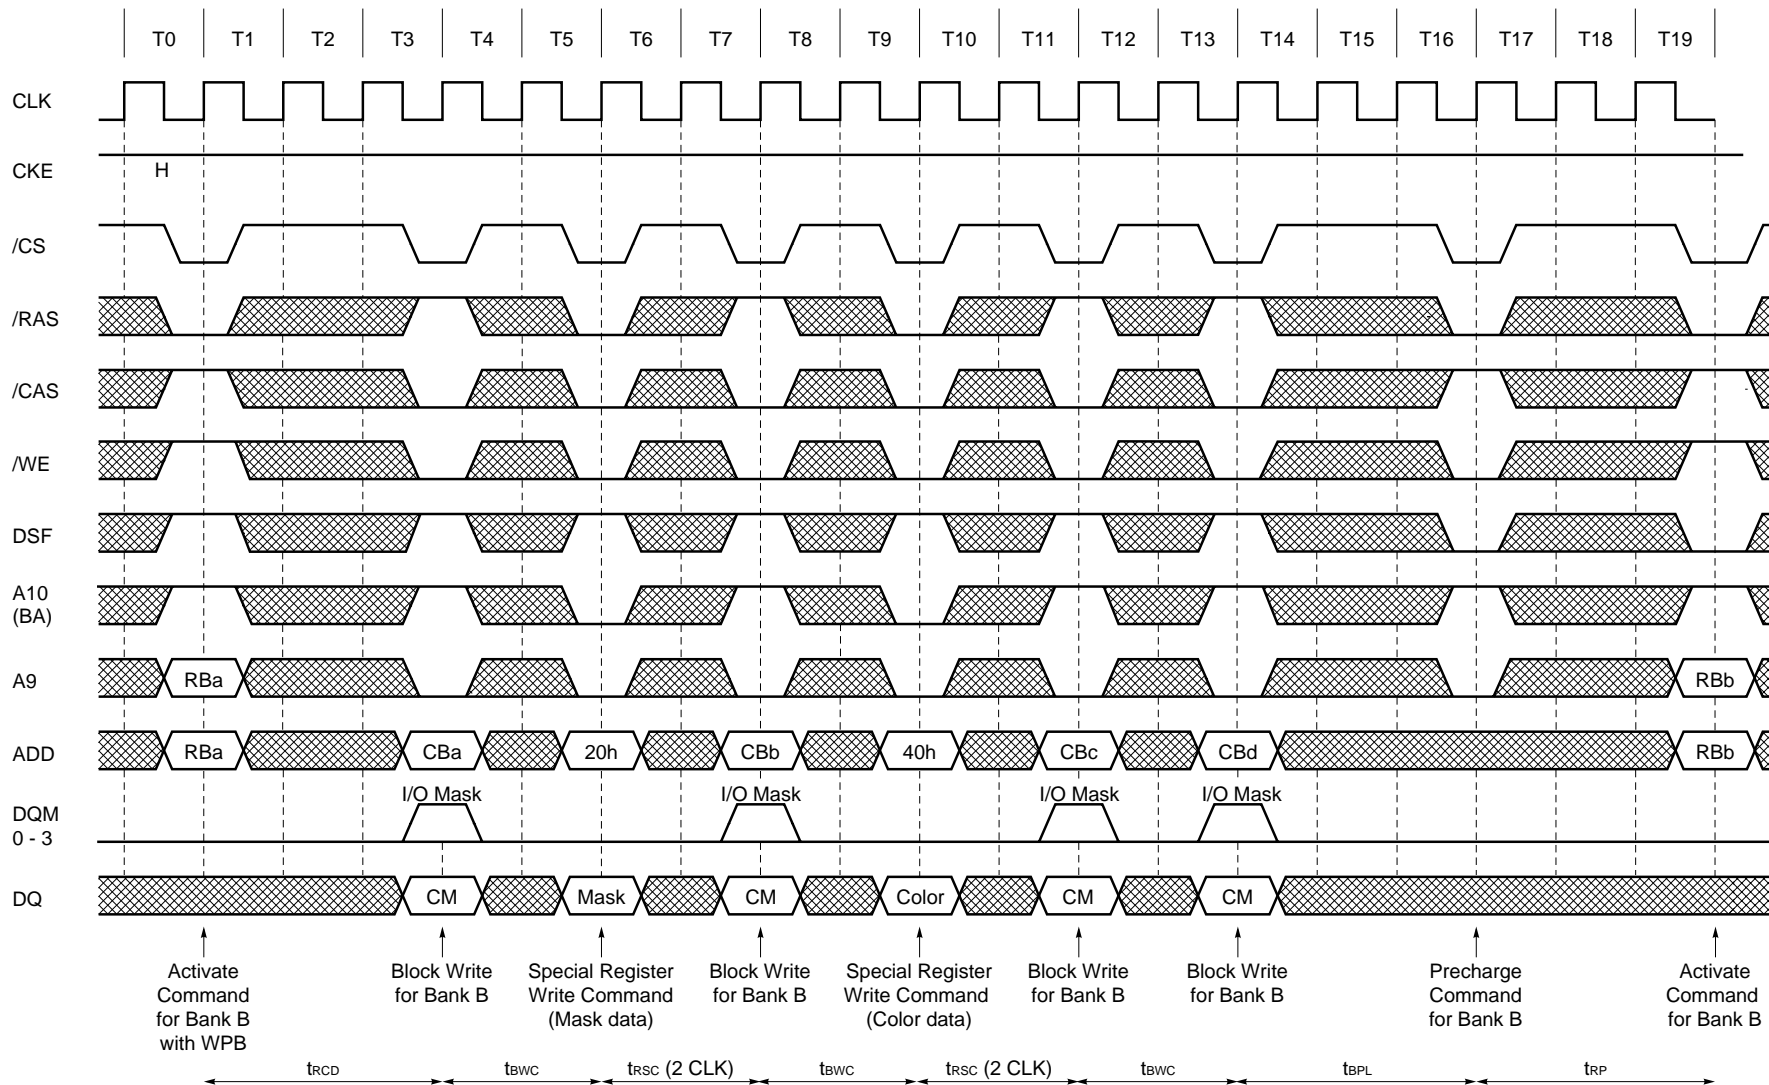 T0 T1 T2 T3 T4 T5 T6 T7 T8 T9 T10 T11 T12 T13 T14 T15 T16 T17 T18 T19
CLK
CKE H
/CS
/RAS
/CAS
/WE
DSF
A10
(BA)
A9 RBa RBb
ADD RBa CBa 20h CBb 40h CBc CBd RBb
I/O Mask I/O Mask I/O Mask I/O Mask
DQM
0 - 3
DQ CM Mask CM Color CM CM
Activate
Command
for Bank B
with WPB
Block Write
for Bank B
Special Register
Write Command
(Mask data)
Block Write
for Bank B
Special Register
Write Command
(Color data)
Block Write
for Bank B
Block Write
for Bank B
Precharge
Command
for Bank B
Activate
Command
for Bank B
tRCD tBWC tRSC (2 CLK) tBWC tRSC (2 CLK) tBWC tBPL tRP